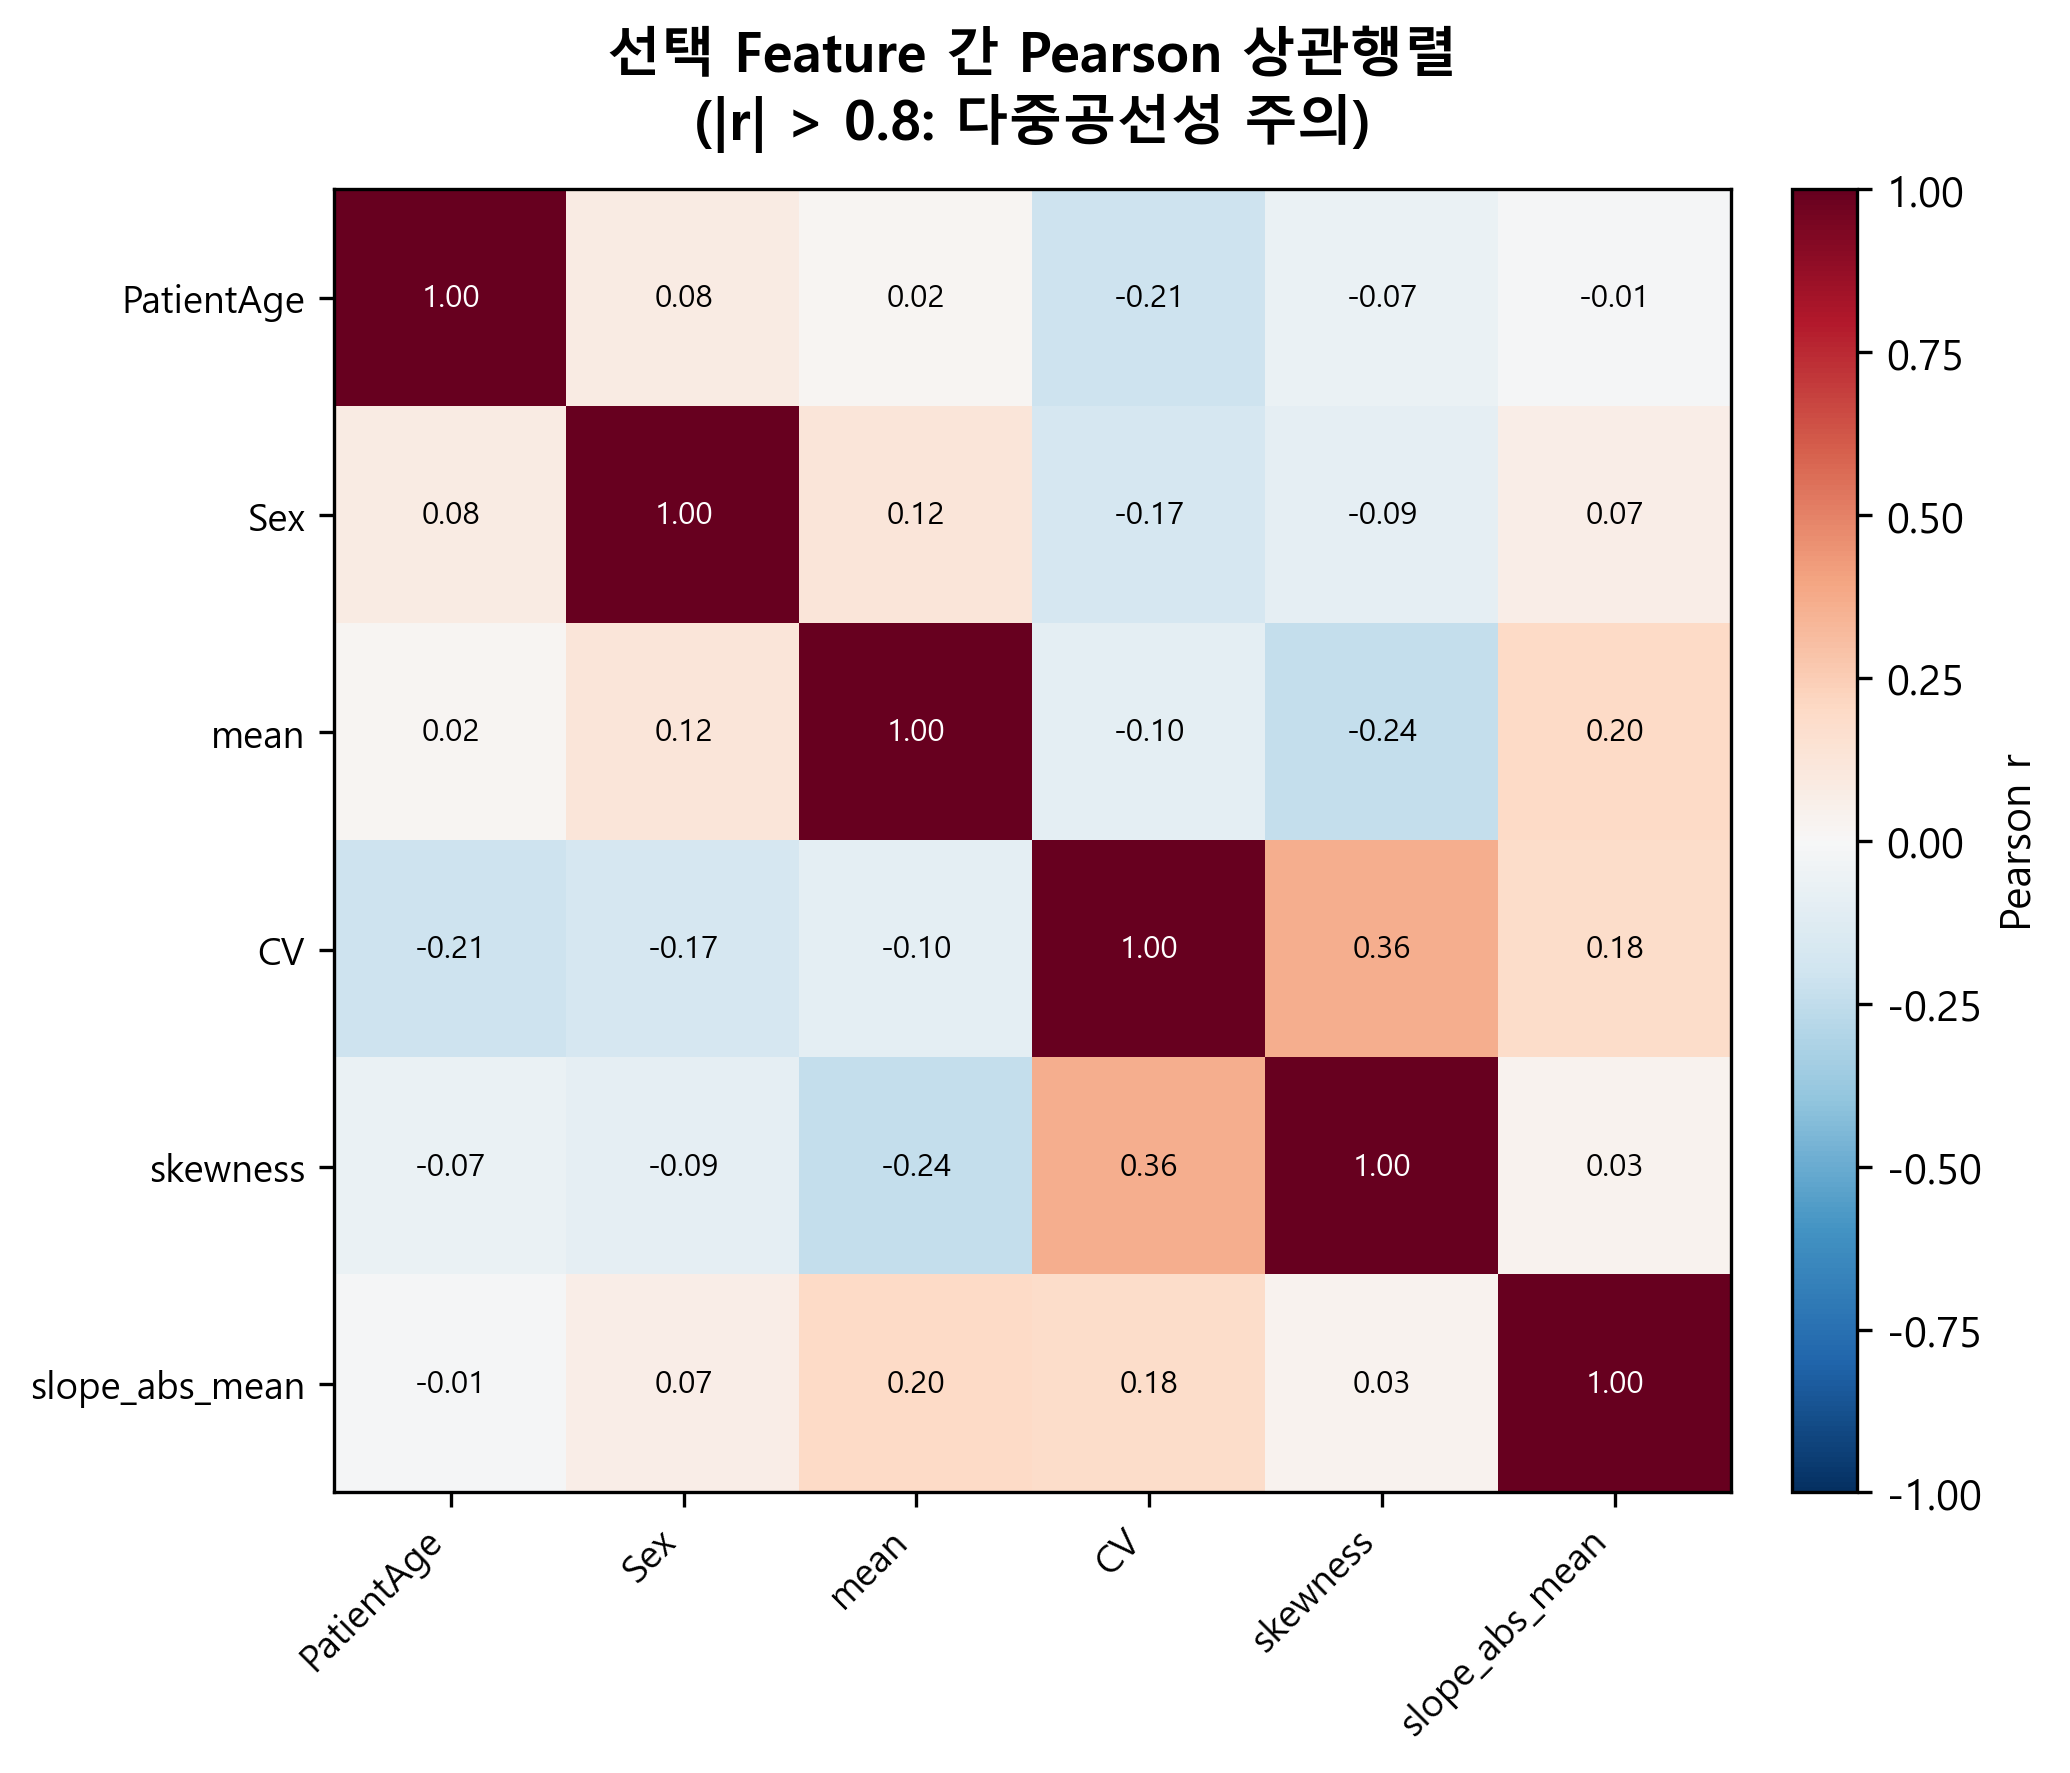 선택 Feature 간 Pearson 상관행렬
(|r| > 0.8: 다중공선성 주의)
PatientAge 1.00 0.08 0.02 -0.21 -0.07 -0.01
Sex 0.08 1.00 0.12 -0.17 -0.09 0.07
mean 0.02 0.12 1.00 -0.10 -0.24 0.20
CV -0.21 -0.17 -0.10 1.00 0.36 0.18
skewness -0.07 -0.09 -0.24 0.36 1.00 0.03
slope_abs_mean -0.01 0.07 0.20 0.18 0.03 1.00
PatientAge
Sex
mean
CV
skewness
slope_abs_mean
1.00
0.75
0.50
0.25
0.00
-0.25
-0.50
-0.75
-1.00
Pearson r